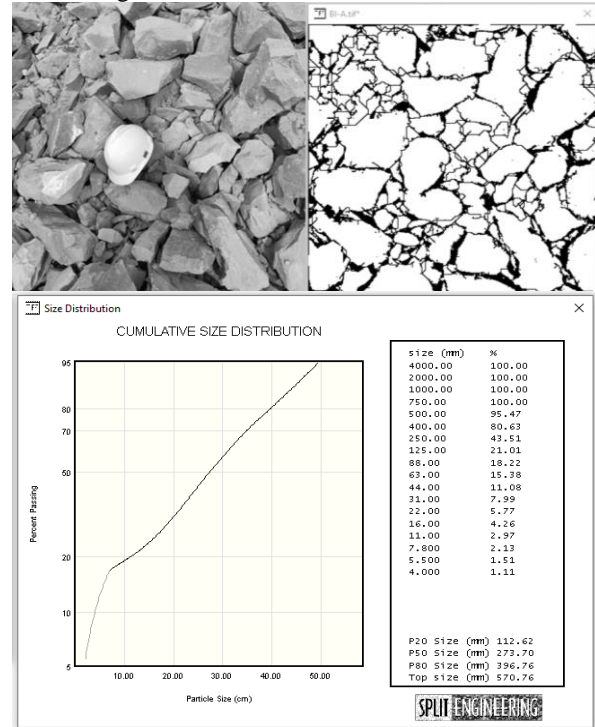 BI-A.tif*
Size Distribution
CUMULATIVE SIZE DISTRIBUTION
Percent Passing
95
80
70
50
20
10
5
10.00 20.00 30.00 40.00 50.00
Particle Size (cm)
size (mm) %
4000.00 100.00
2000.00 100.00
1000.00 100.00
750.00 100.00
500.00 95.47
400.00 80.63
250.00 43.51
125.00 21.01
88.00 18.22
63.00 15.38
44.00 11.08
31.00 7.99
22.00 5.77
16.00 4.26
11.00 2.97
7.800 2.13
5.500 1.51
4.000 1.11
P20 Size (mm) 112.62
P50 Size (mm) 273.70
P80 Size (mm) 396.76
Top size (mm) 570.76
SPLIT ENGINEERING